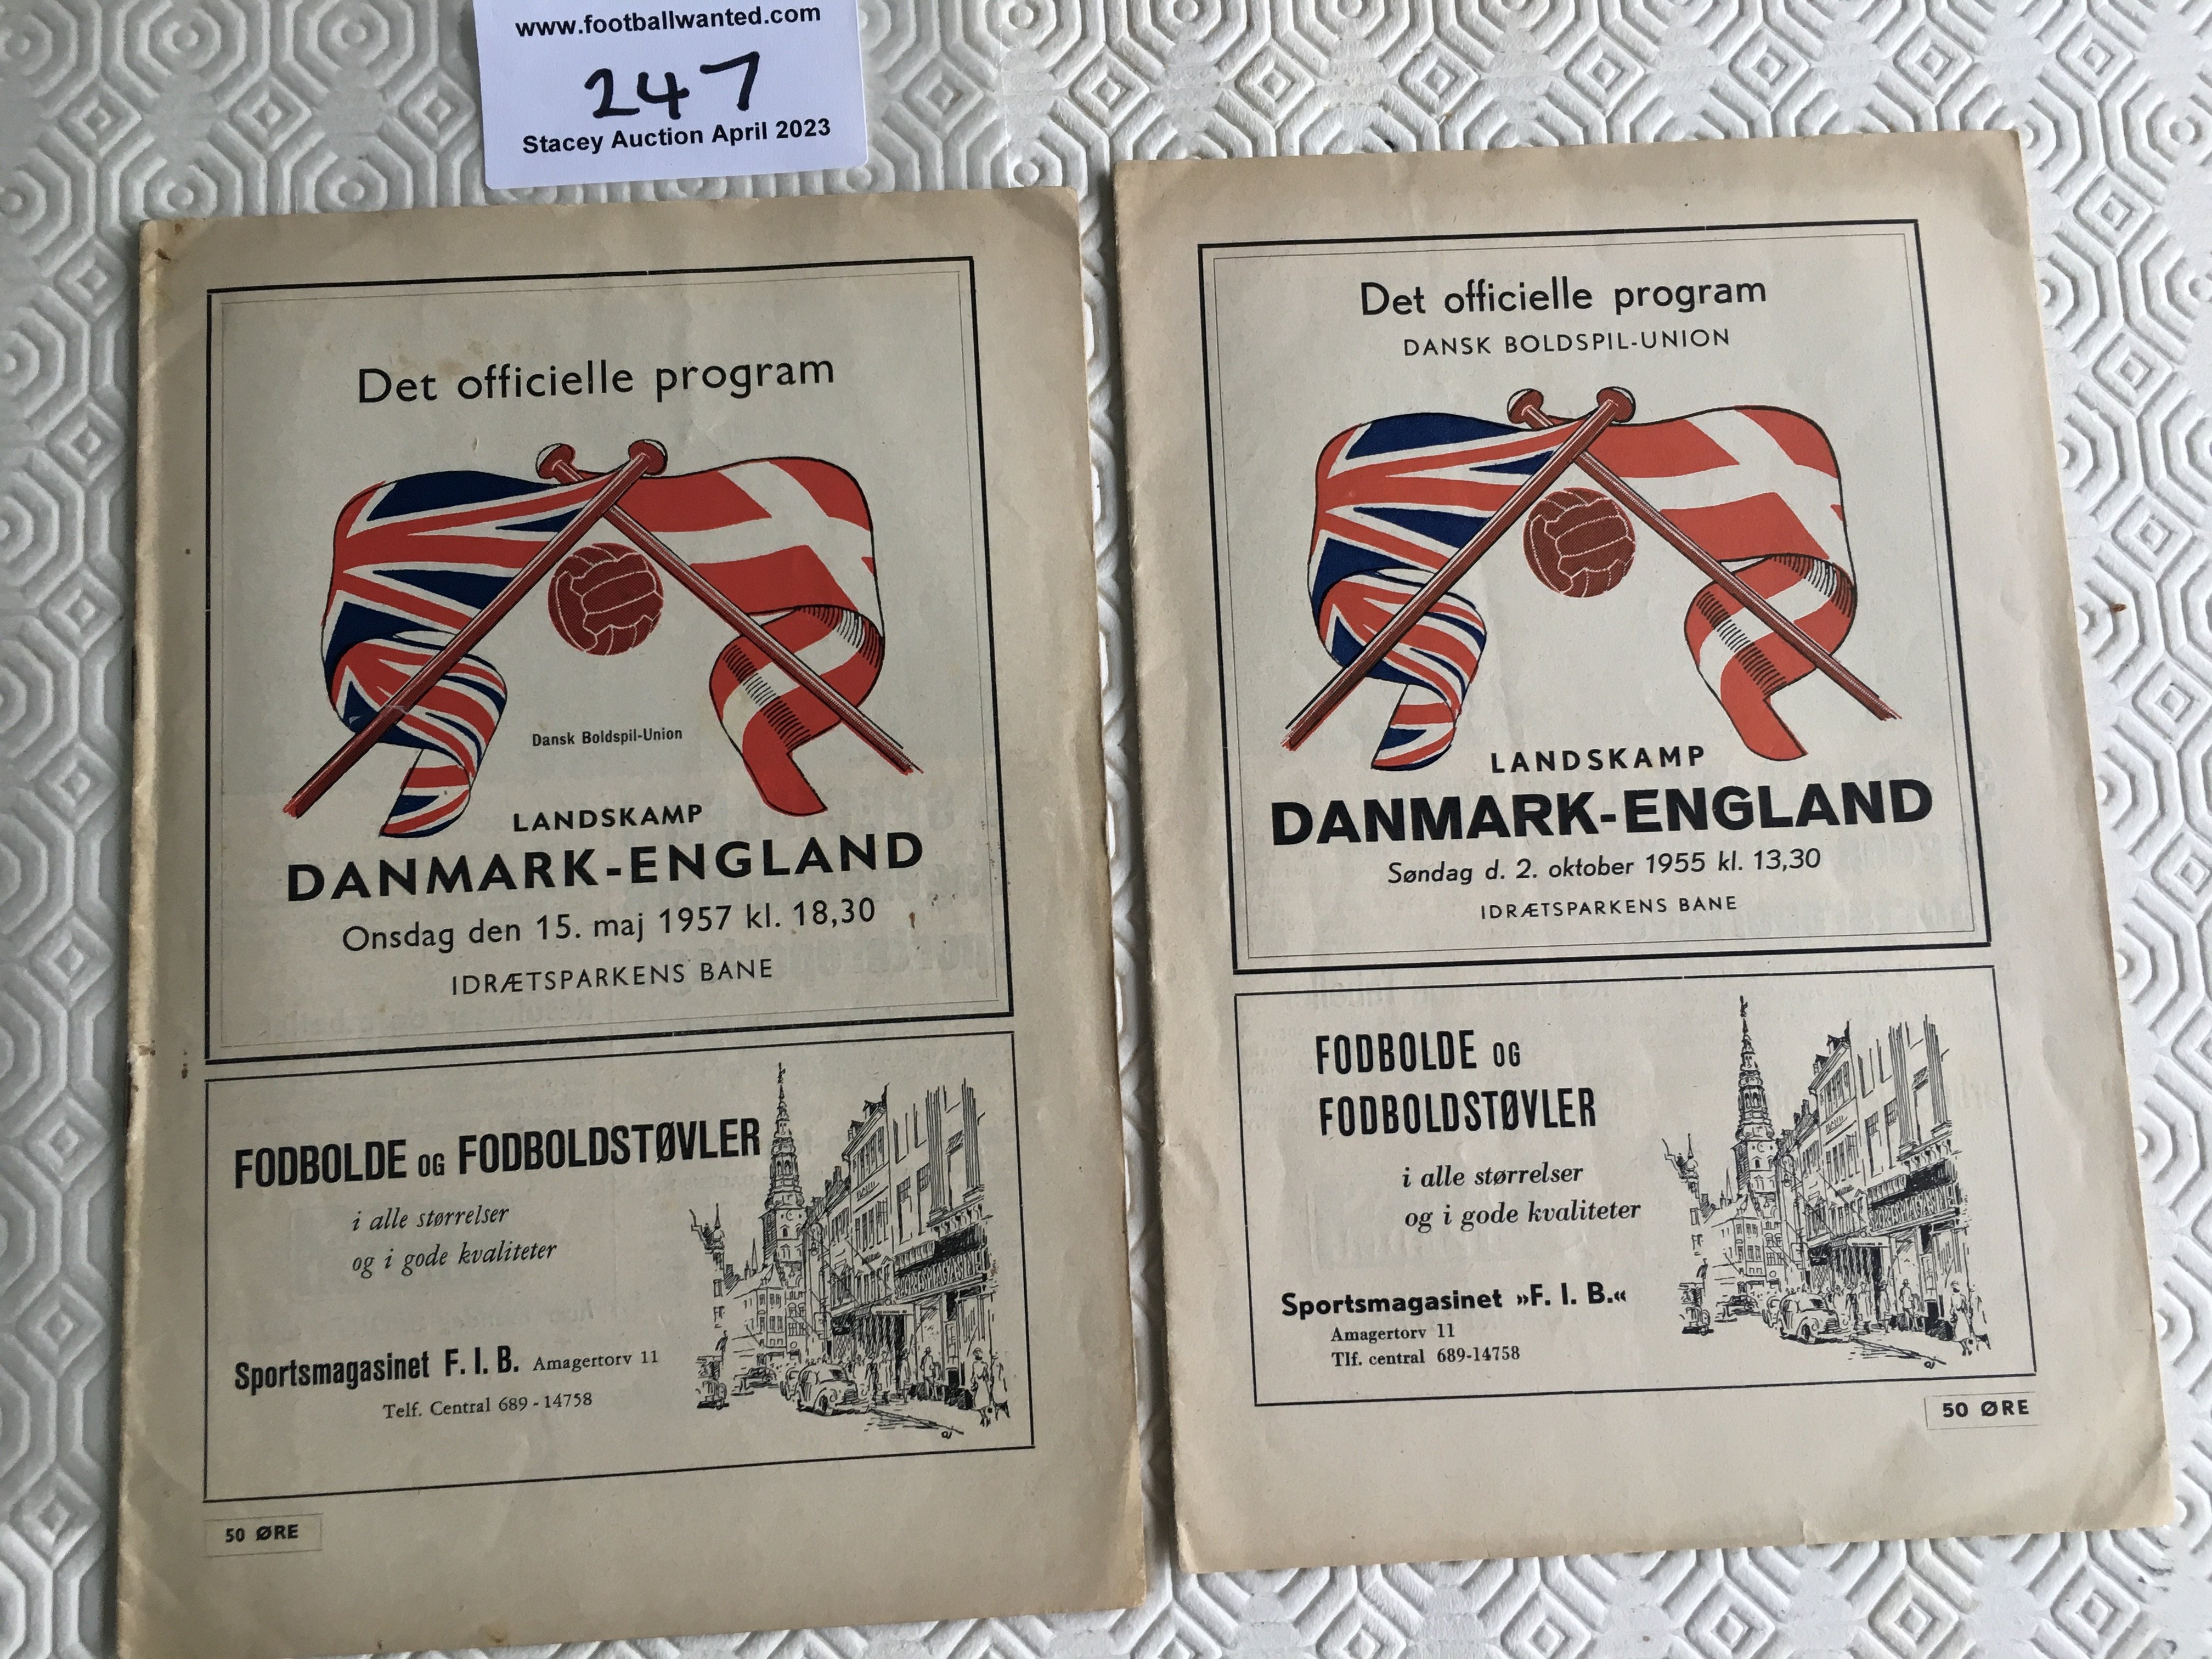 www.footballwanted.com
247
Stacey Auction April 2023
Det officielle program
Dansk Boldspil-Union
LANDSKAMP
DANMARK-ENGLAND
Onsdag den 15. maj 1957 kl. 18,30
IDRÆTSPARKENS BANE
FODBOLDE OG FODBOLDSTØVLER
i alle størrelser
og i gode kvaliteter
Sportsmagasinet F. I. B. Amagertorv 11
Telf. Central 689 - 14758
50 ØRE
Det officielle program
DANSK BOLDSPIL-UNION
LANDSKAMP
DANMARK-ENGLAND
Søndag d. 2. oktober 1955 kl. 13,30
IDRÆTSPARKENS BANE
FODBOLDE OG
FODBOLDSTØVLER
i alle størrelser
og i gode kvaliteter
Sportsmagasinet »F. I. B.«
Amagertorv 11
Tlf. central 689-14758
50 ØRE